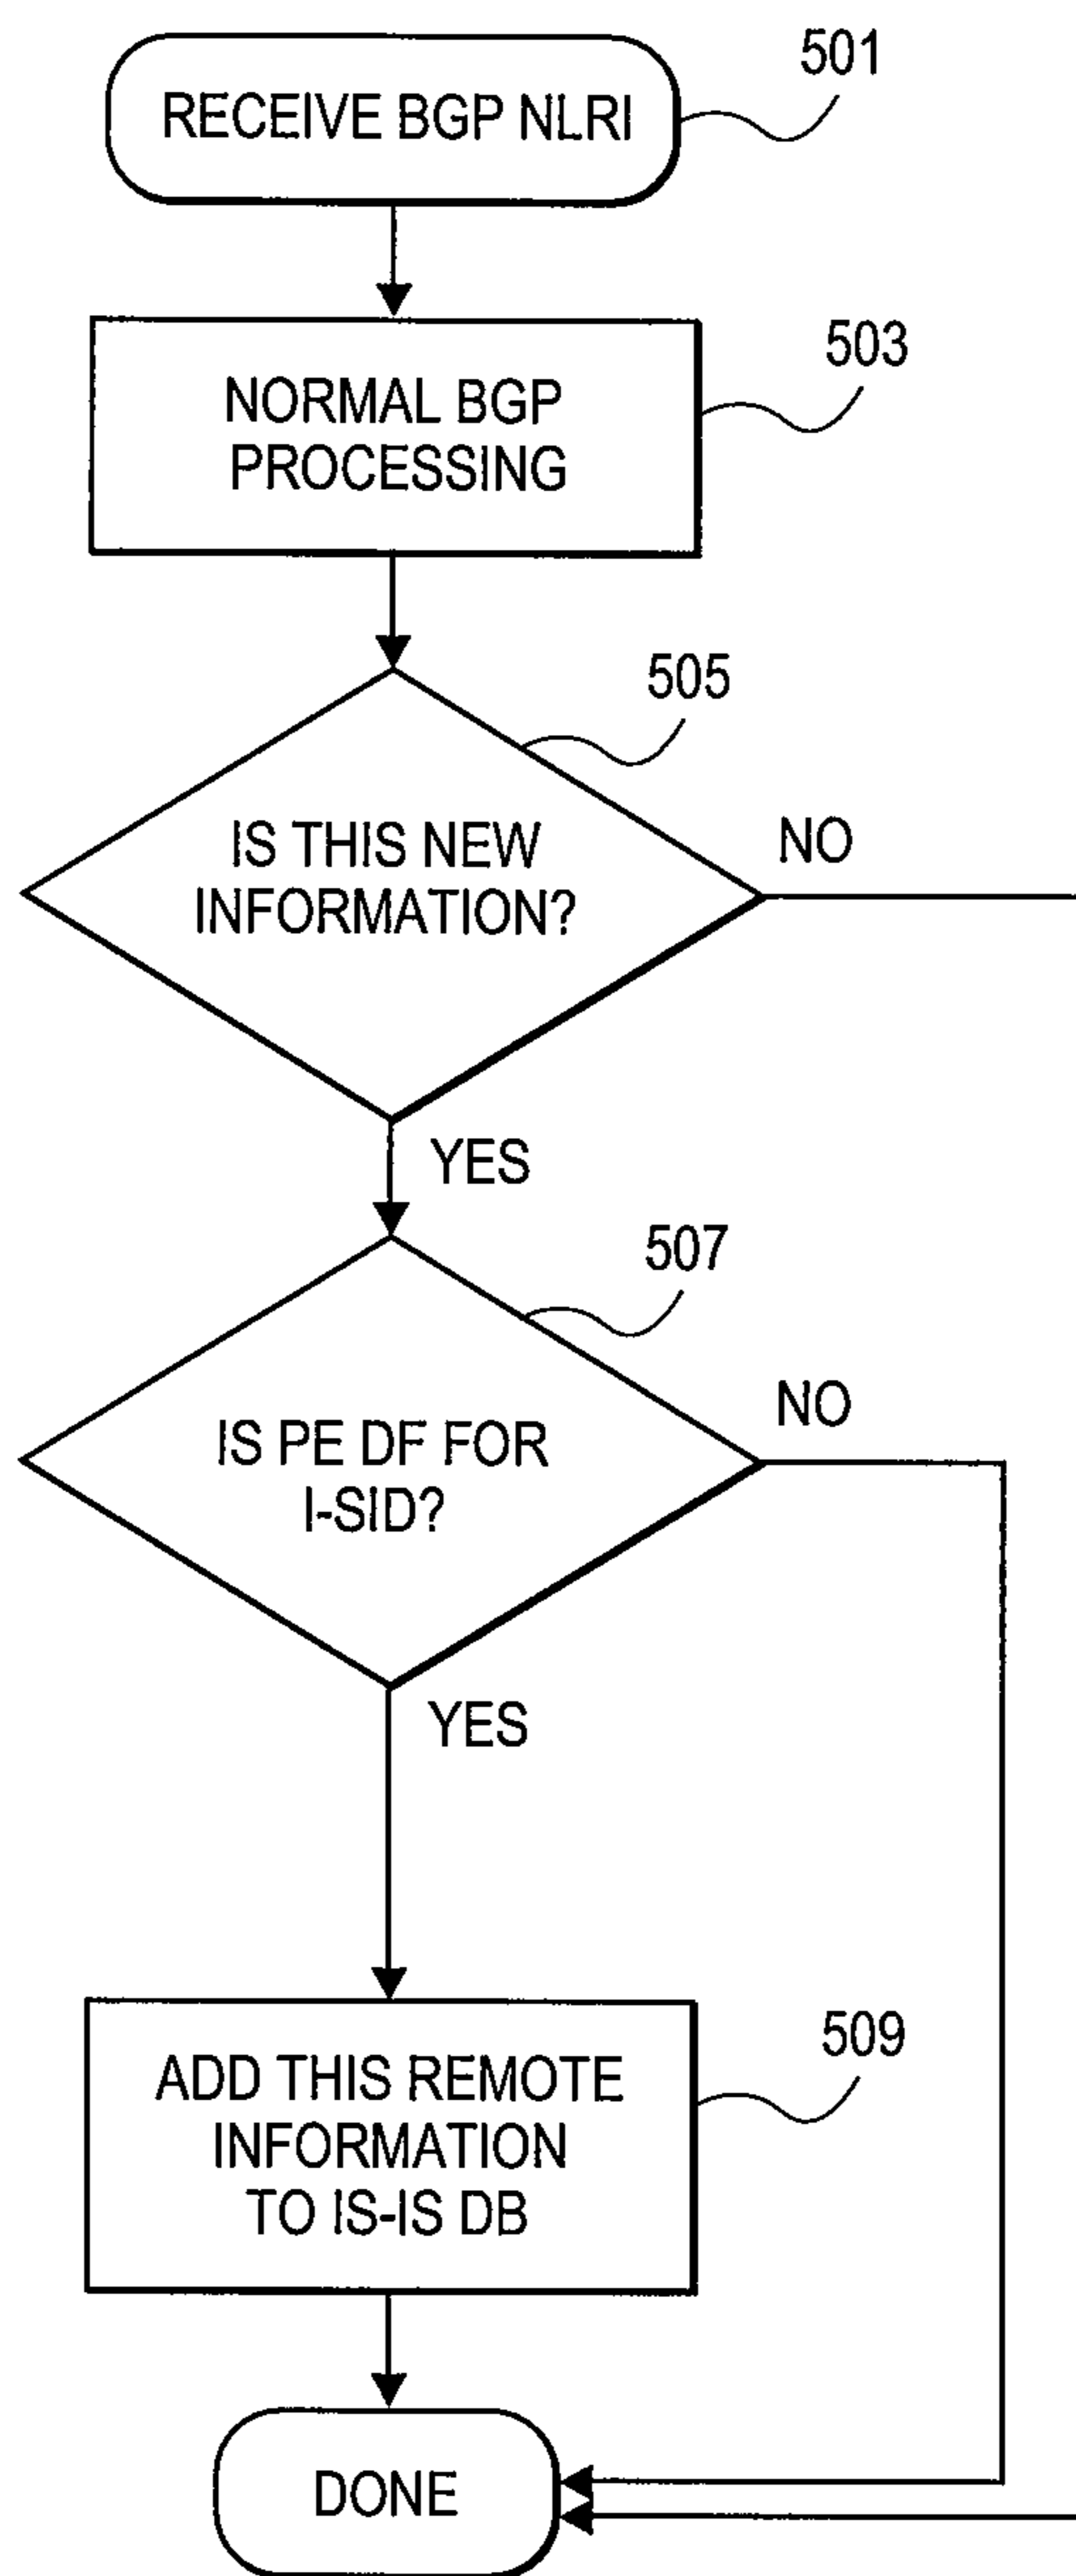 501
RECEIVE BGP NLRI
503
NORMAL BGP
PROCESSING
505
IS THIS NEW
INFORMATION?
NO
YES
507
IS PE DF FOR
I-SID?
NO
YES
509
ADD THIS REMOTE
INFORMATION
TO IS-IS DB
DONE